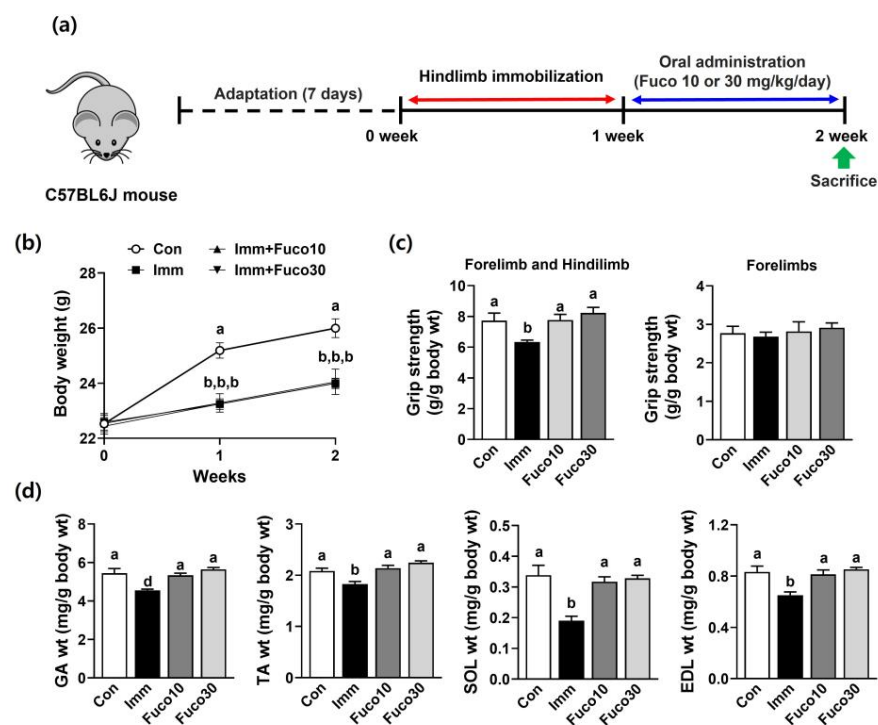 (a)
Adaptation (7 days)
Hindlimb immobilization
Oral administration
(Fuco 10 or 30 mg/kg/day)
0 week
1 week
2 week
Sacrifice
C57BL6J mouse
(b)
Con
Imm
Imm+Fuco10
Imm+Fuco30
Body weight (g)
28
26
24
22
a
a
b,b,b
b,b,b
0
1
2
Weeks
(c)
Forelimb and Hindilimb
Grip strength
(g/g body wt)
10
8
6
4
2
0
a
b
a
a
Con
Imm
Fuco10
Fuco30
Forelimbs
Grip strength
(g/g body wt)
5
4
3
2
1
0
Con
Imm
Fuco10
Fuco30
(d)
GA wt (mg/g body wt)
8
6
4
2
0
a
d
a
a
Con
Imm
Fuco10
Fuco30
TA wt (mg/g body wt)
3
2
1
0
a
b
a
a
Con
Imm
Fuco10
Fuco30
SOL wt (mg/g body wt)
0.5
0.4
0.3
0.2
0.1
0.0
a
b
a
a
Con
Imm
Fuco10
Fuco30
EDL wt (mg/g body wt)
1.2
0.8
0.4
0.0
a
b
a
a
Con
Imm
Fuco10
Fuco30